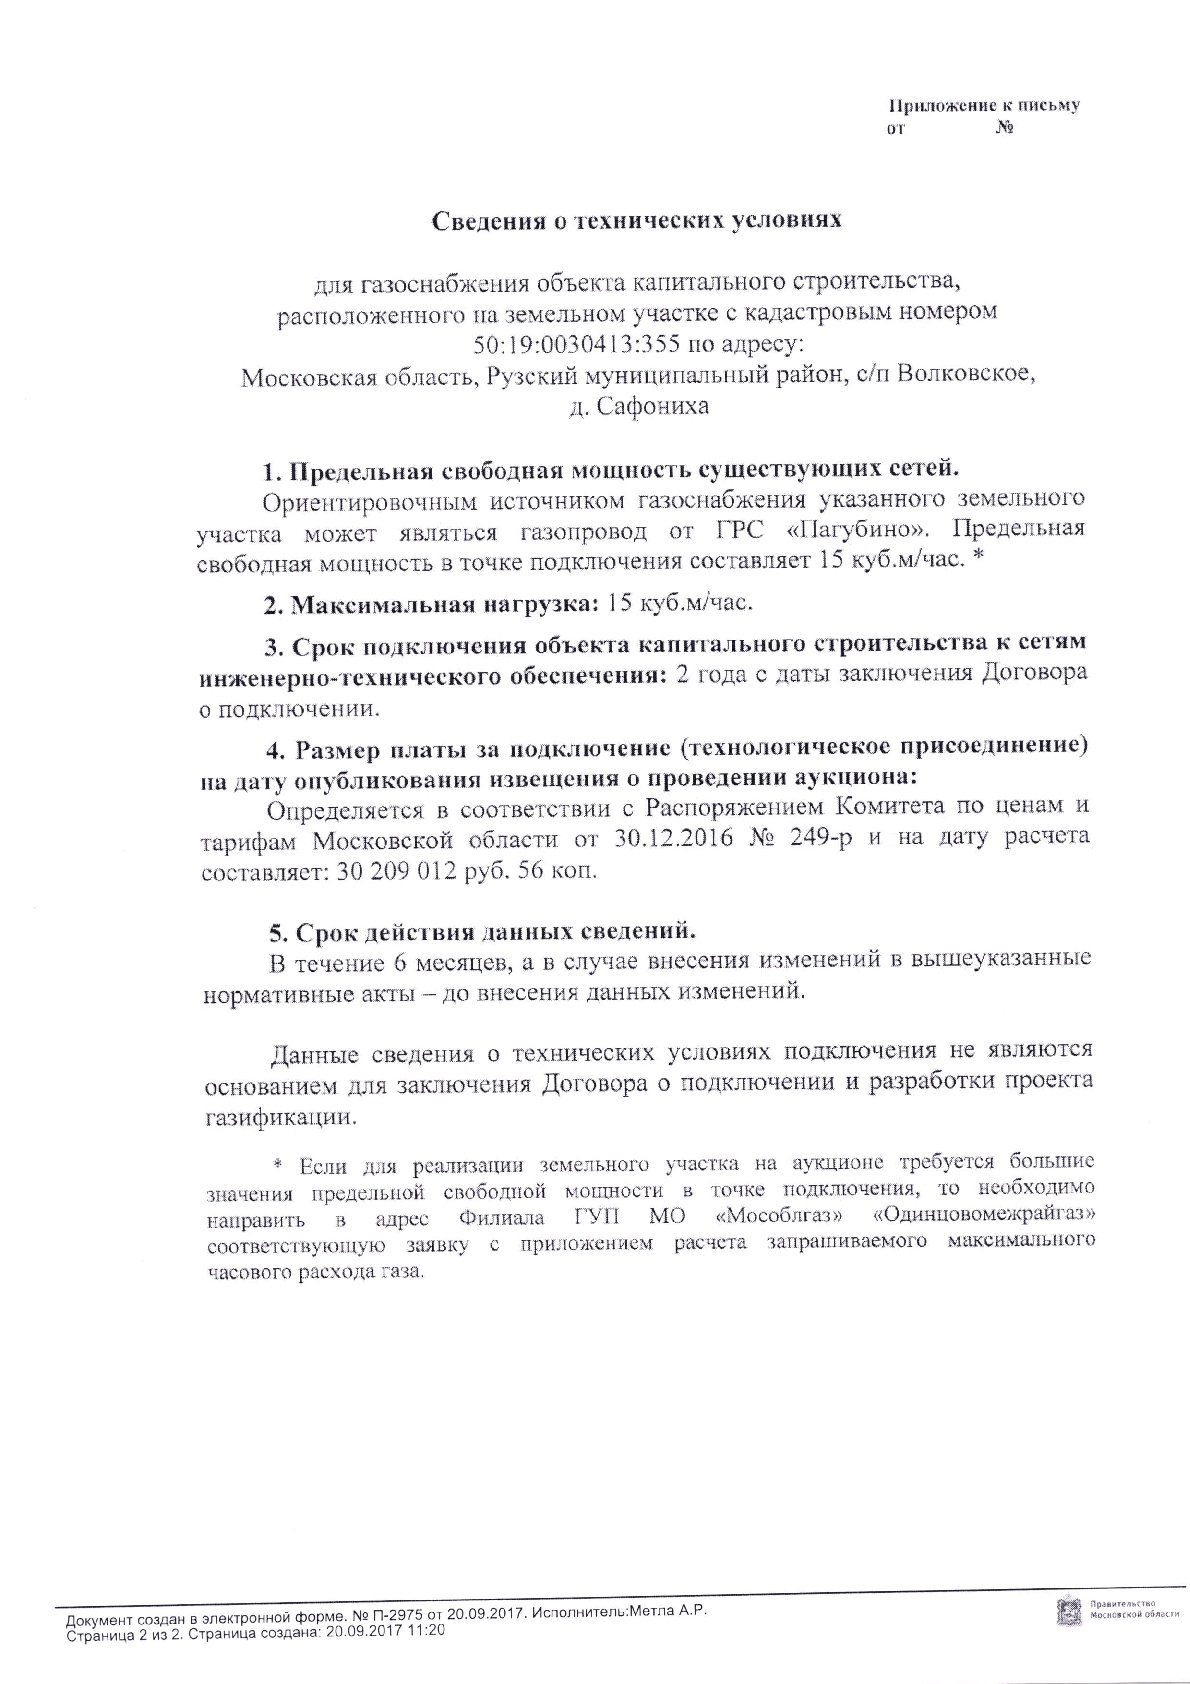 Приложение к письму
от №
Сведения о технических условиях
для газоснабжения объекта капитального строительства,
расположенного на земельном участке с кадастровым номером
50:19:0030413:355 по адресу:
Московская область, Рузский муниципальный район, с/п Волковское,
д. Сафониха
1. Предельная свободная мощность существующих сетей.
Ориентировочным источником газоснабжения указанного земельного
участка может являться газопровод от ГРС «Пагубино». Предельная
свободная мощность в точке подключения составляет 15 куб.м/час. *
2. Максимальная нагрузка: 15 куб.м/час.
3. Срок подключения объекта капитального строительства к сетям
инженерно-технического обеспечения: 2 года с даты заключения Договора
о подключении.
4. Размер платы за подключение (технологическое присоединение)
на дату опубликования извещения о проведении аукциона:
Определяется в соответствии с Распоряжением Комитета по ценам и
тарифам Московской области от 30.12.2016 № 249-р и на дату расчета
составляет: 30 209 012 руб. 56 коп.
5. Срок действия данных сведений.
В течение 6 месяцев, а в случае внесения изменений в вышеуказанные
нормативные акты – до внесения данных изменений.
Данные сведения о технических условиях подключения не являются
основанием для заключения Договора о подключении и разработки проекта
газификации.
* Если для реализации земельного участка на аукционе требуется большие
значения предельной свободной мощности в точке подключения, то необходимо
направить в адрес Филиала ГУП МО «Мособлгаз» «Одинцовомежрайгаз»
соответствующую заявку с приложением расчета запрашиваемого максимального
часового расхода газа.
Документ создан в электронной форме. № П-2975 от 20.09.2017. Исполнитель:Метла А.Р.
Страница 2 из 2. Страница создана: 20.09.2017 11:20
Правительство
Московской области